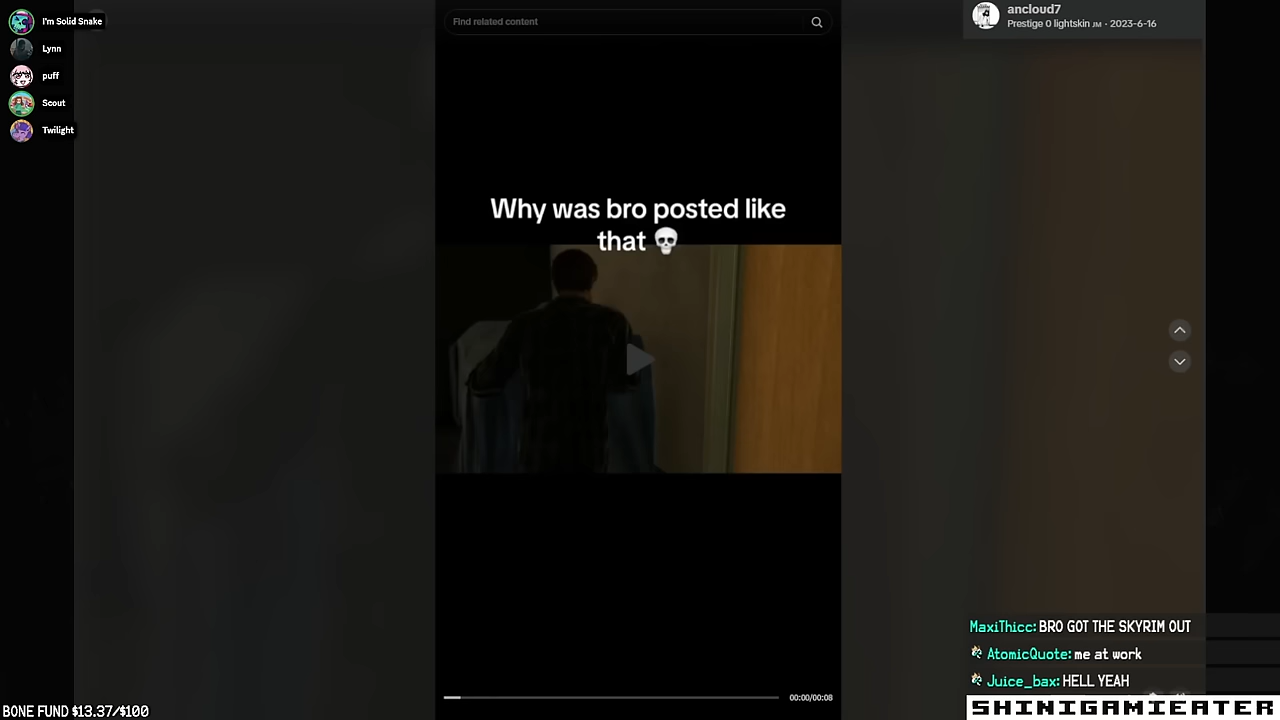 I'm Solid Snake
Lynn
puff
Scout
Twilight
Find related content
ancloud7
Prestige 0 lightskin JM · 2023-6-16
Why was bro posted like
that 💀
MaxiThicc: BRO GOT THE SKYRIM OUT
AtomicQuote: me at work
Juice_bax: HELL YEAH
00:00/00:08
BONE FUND $13.37/$100
SHINIGAMIEATER